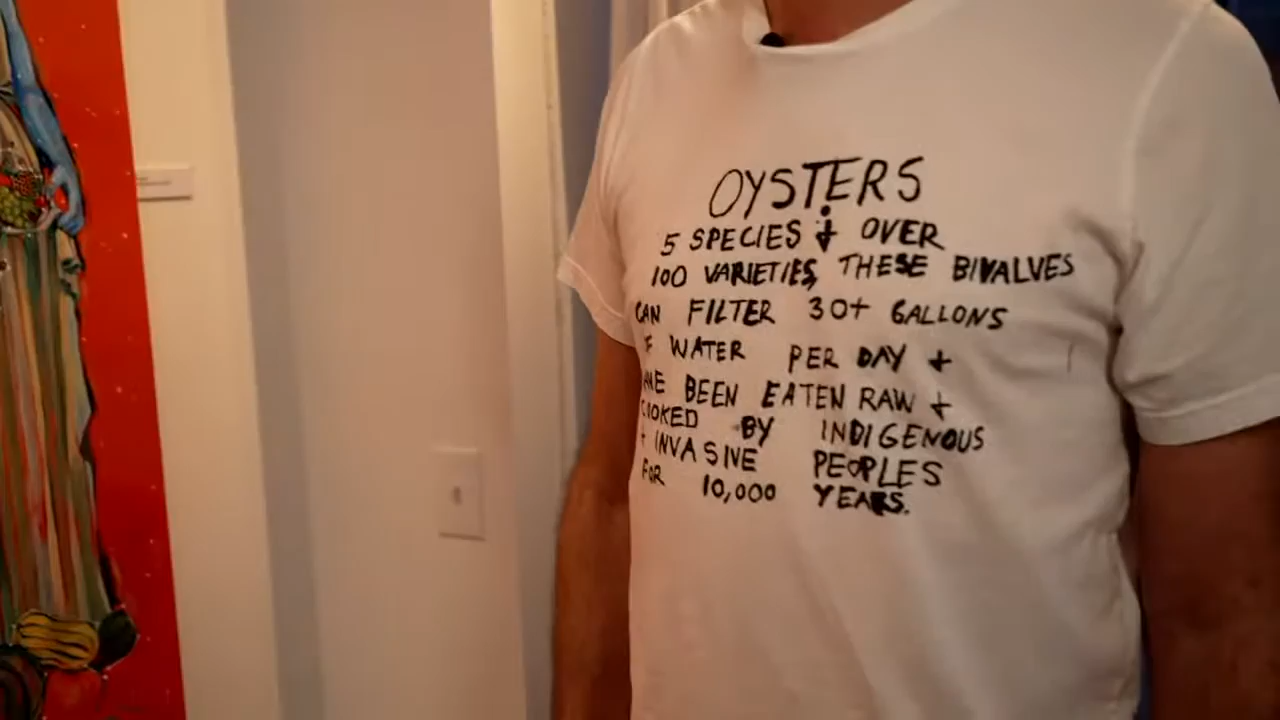 OYSTERS
5 SPECIES + OVER
100 VARIETIES, THESE BIVALVES
CAN FILTER 30+ GALLONS
F WATER PER DAY +
AVE BEEN EATEN RAW +
COOKED BY INDIGENOUS
+ INVASIVE PEOPLES
FOR 10,000 YEARS.